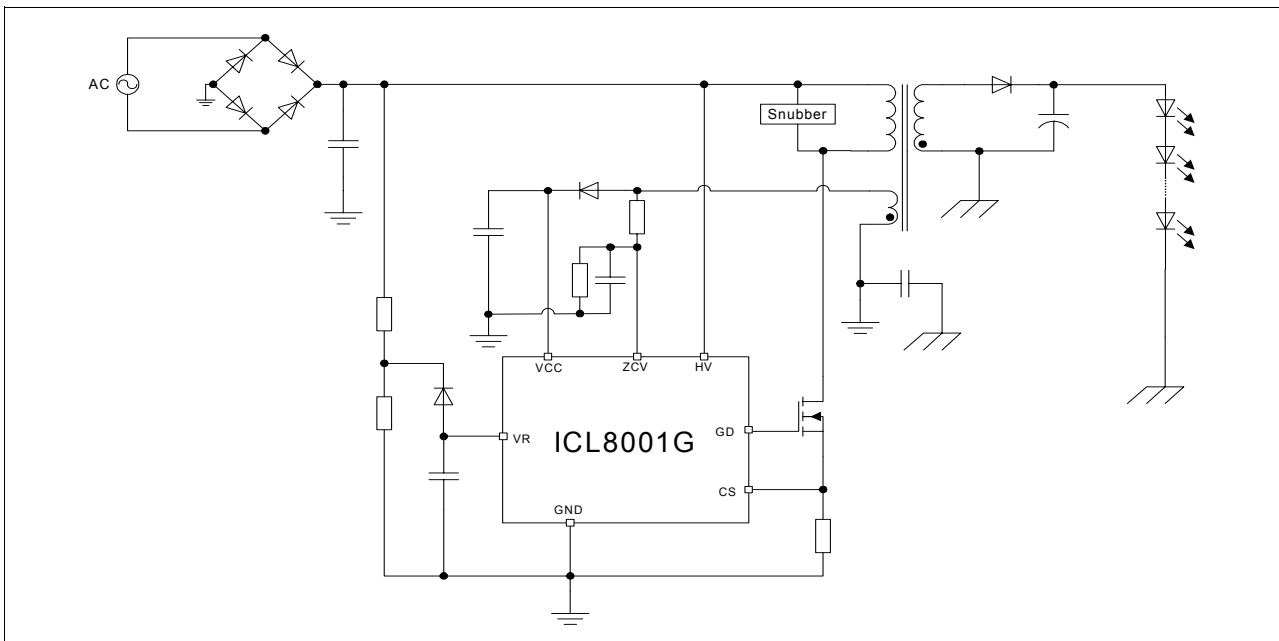 AC
Snubber
VCC
ZCV
HV
VR
ICL8001G
GD
CS
GND